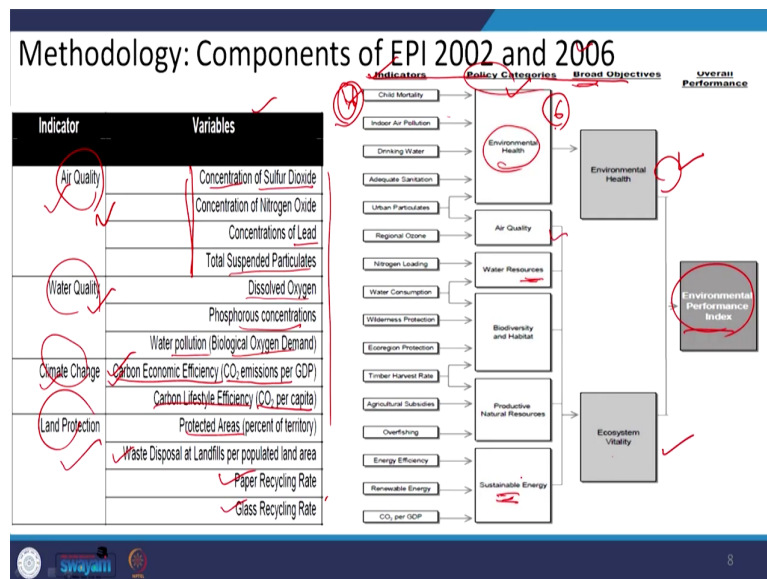 Methodology: Components of EPI 2002 and 2006
Indicator Variables
Air Quality Concentration of Sulfur Dioxide
Concentration of Nitrogen Oxide
Concentrations of Lead
Total Suspended Particulates
Water Quality Dissolved Oxygen
Phosphorous concentrations
Water pollution (Biological Oxygen Demand)
Climate Change Carbon Economic Efficiency (CO2 emissions per GDP)
Carbon Lifestyle Efficiency (CO2 per capita)
Land Protection Protected Areas (percent of territory)
Waste Disposal at Landfills per populated land area
Paper Recycling Rate
Glass Recycling Rate
Indicators Policy Categories Broad Objectives Overall
Performance
Child Mortality
Indoor Air Pollution
Drinking Water
Adequate Sanitation
Urban Particulates
Regional Ozone
Nitrogen Loading
Water Consumption
Wilderness Protection
Ecoregion Protection
Timber Harvest Rate
Agricultural Subsidies
Overfishing
Energy Efficiency
Renewable Energy
CO2 per GDP
Environmental
Health
Air Quality
Water Resources
Biodiversity
and Habitat
Productive
Natural Resources
Sustainable Energy
Environmental
Health
Ecosystem
Vitality
Environmental
Performance
Index
6
swayam
8